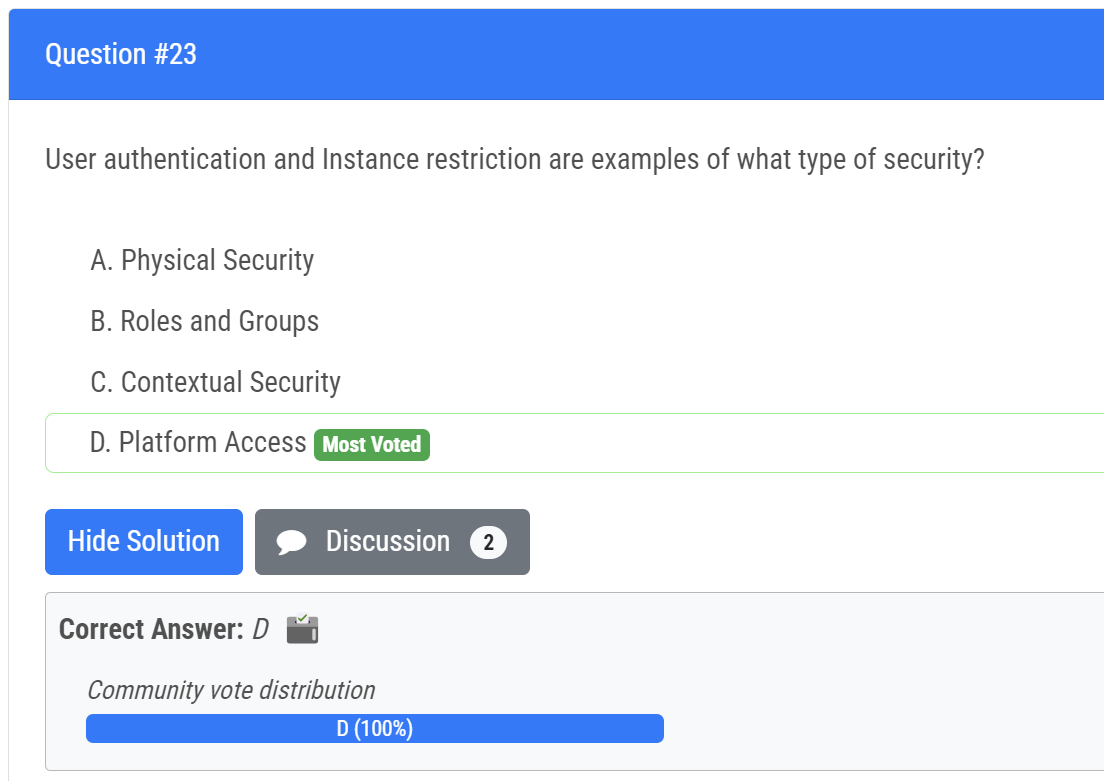 Question #23
User authentication and Instance restriction are examples of what type of security?
A. Physical Security
B. Roles and Groups
C. Contextual Security
D. Platform Access Most Voted
Hide Solution Discussion 2
Correct Answer: D
Community vote distribution
D (100%)